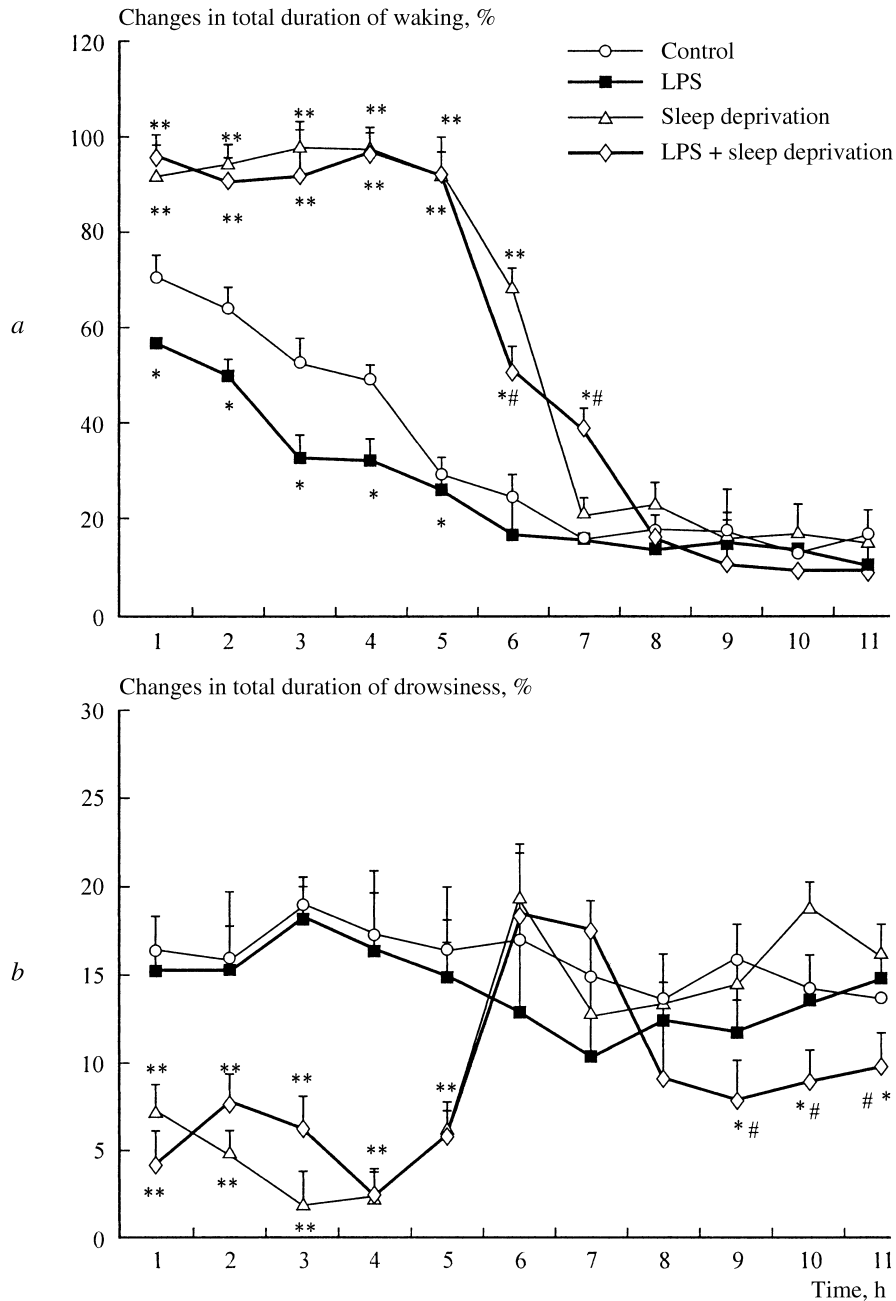 Changes in total duration of waking, %
120
Control
LPS
Sleep deprivation
LPS + sleep deprivation
** ** ** ** **
100
** ** ** ** **
80
**
a
60
* * *# *#
40
* * *
20
0
1 2 3 4 5 6 7 8 9 10 11
Changes in total duration of drowsiness, %
30
25
20
b
15
10
** ** ** **
*# *# # *
5
** ** **
**
0
1 2 3 4 5 6 7 8 9 10 11
Time, h